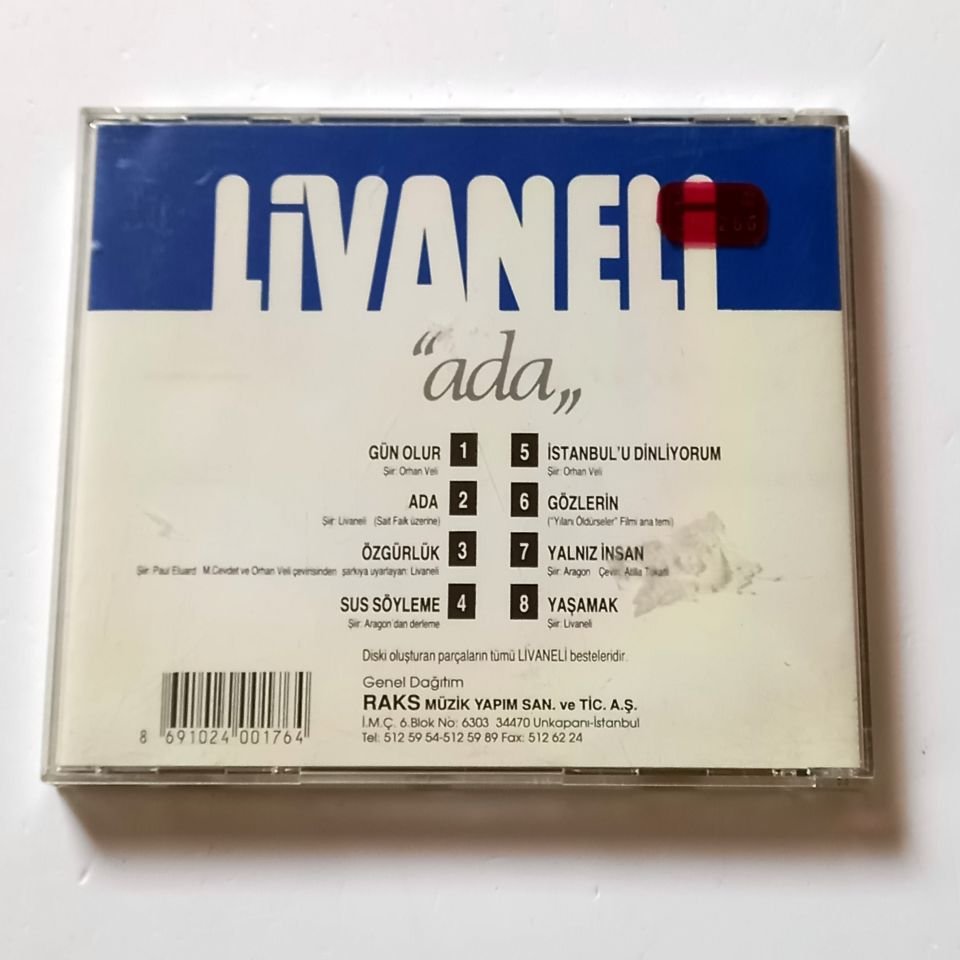 LİVANELİ
"ada„
GÜN OLUR 1
Şiir: Orhan Veli
ADA 2
Şiir: Livaneli (Sait Faik üzerine)
ÖZGÜRLÜK 3
Şiir: Paul Eluard M.Cevdet ve Orhan Veli çevirisinden şarkıya uyarlayan: Livaneli
SUS SÖYLEME 4
Şiir: Aragon'dan derleme
5 İSTANBUL'U DİNLİYORUM
Şiir: Orhan Veli
6 GÖZLERİN
("Yılanı Öldürseler" Filmi ana temi)
7 YALNIZ İNSAN
Şiir: Aragon Çeviri: Atilla Tokatlı
8 YAŞAMAK
Şiir: Livaneli
Diski oluşturan parçaların tümü LİVANELİ besteleridir.
Genel Dağıtım
RAKS MÜZİK YAPIM SAN. ve TİC. A.Ş.
İ.M.Ç. 6.Blok No: 6303 34470 Unkapanı-İstanbul
Tel: 512 59 54-512 59 89 Fax: 512 62 24
8 691024 001764